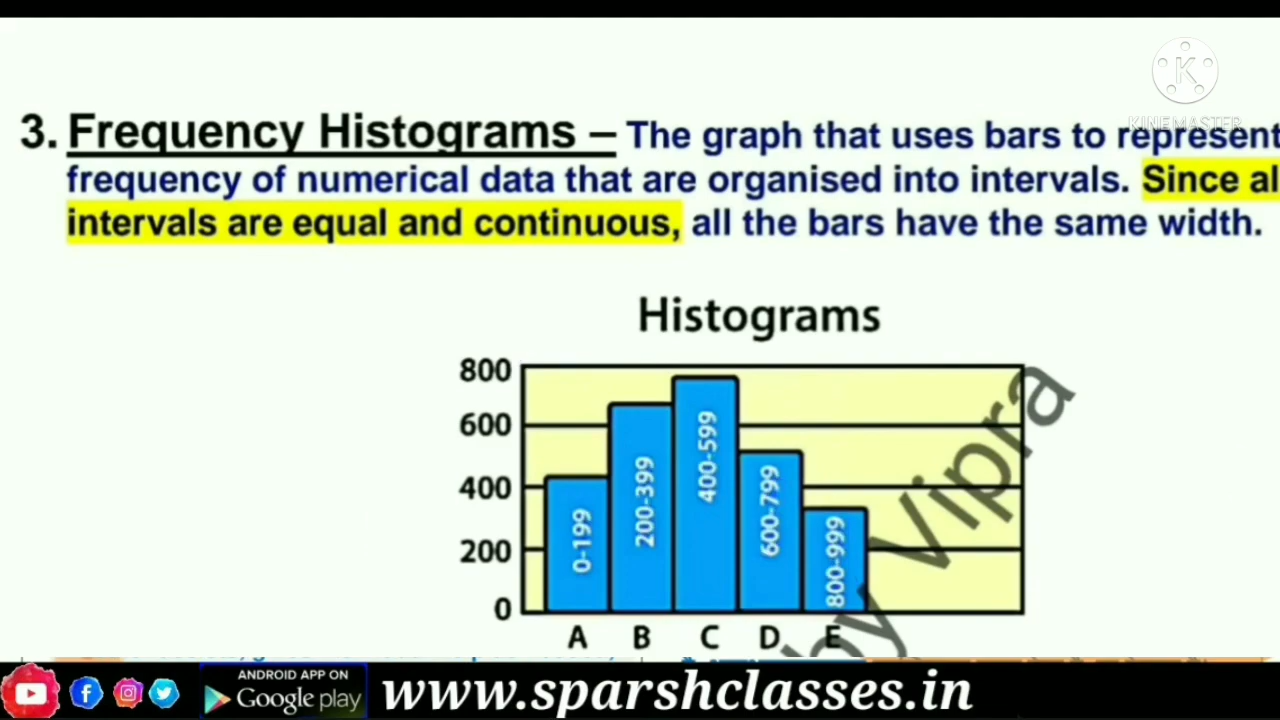 KINEMASTER
3. Frequency Histograms – The graph that uses bars to represent
frequency of numerical data that are organised into intervals. Since al
intervals are equal and continuous, all the bars have the same width.
Histograms
800
600
400
200
0
0-199
200-399
400-599
600-799
800-999
A B C D E
by Vipra
ANDROID APP ON
Google play
www.sparshclasses.in